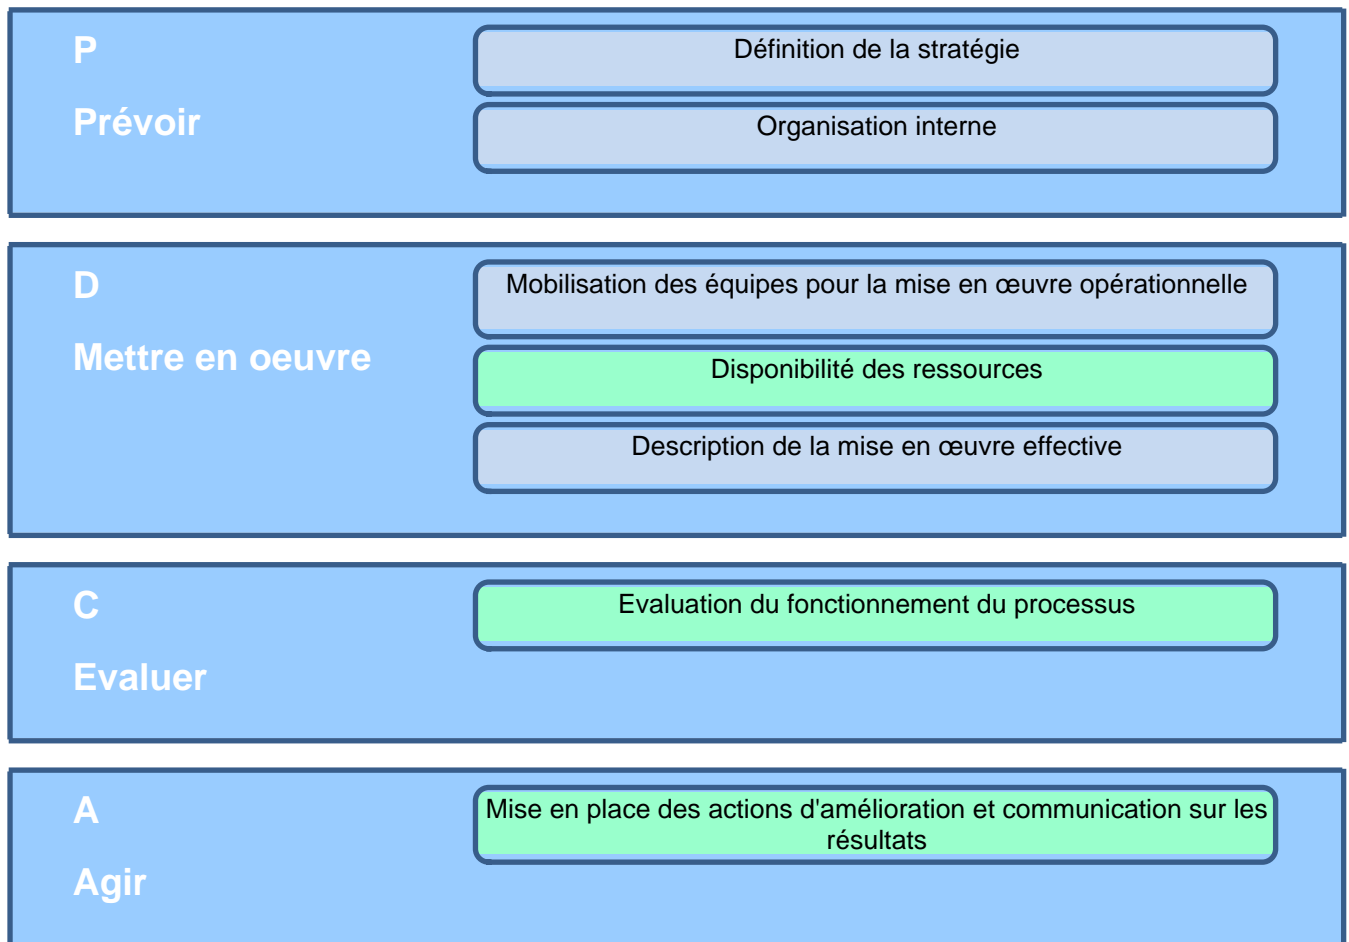 P
Définition de la stratégie
Prévoir
Organisation interne
D
Mobilisation des équipes pour la mise en œuvre opérationnelle
Mettre en oeuvre
Disponibilité des ressources
Description de la mise en œuvre effective
C
Evaluation du fonctionnement du processus
Evaluer
A
Mise en place des actions d'amélioration et communication sur les
résultats
Agir